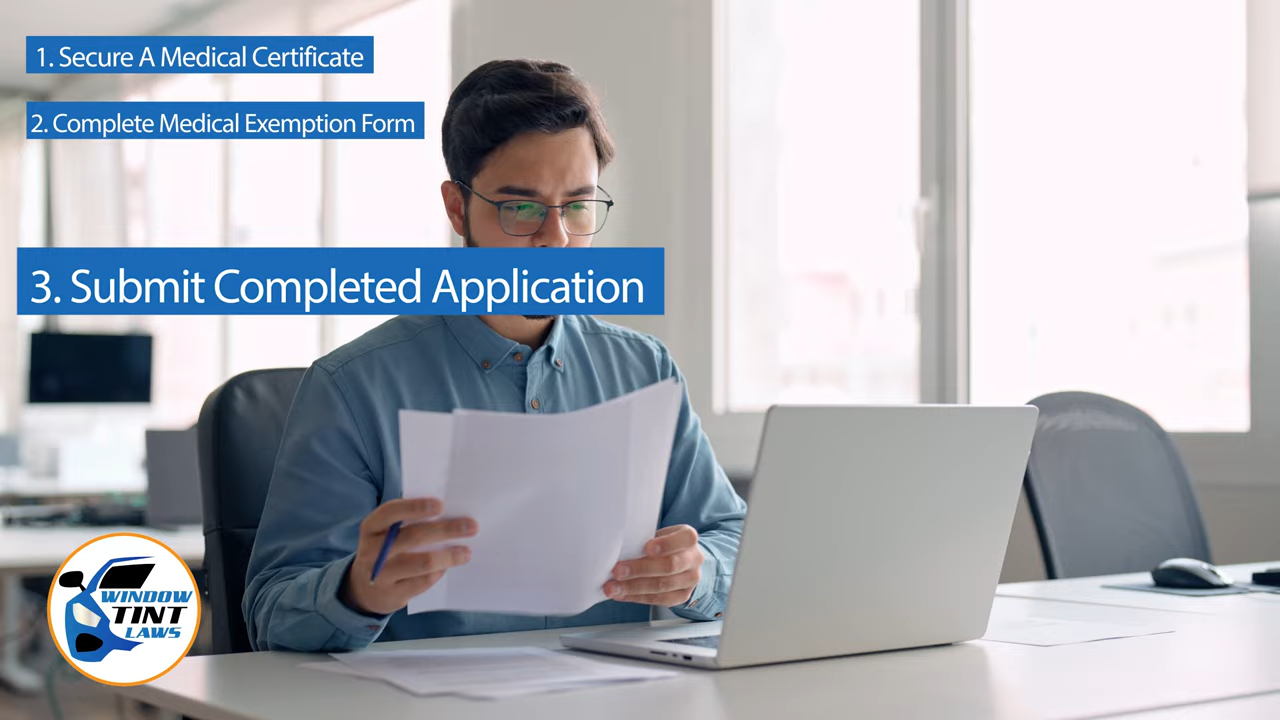 1. Secure A Medical Certificate
2. Complete Medical Exemption Form
3. Submit Completed Application
WINDOW
TINT
LAWS